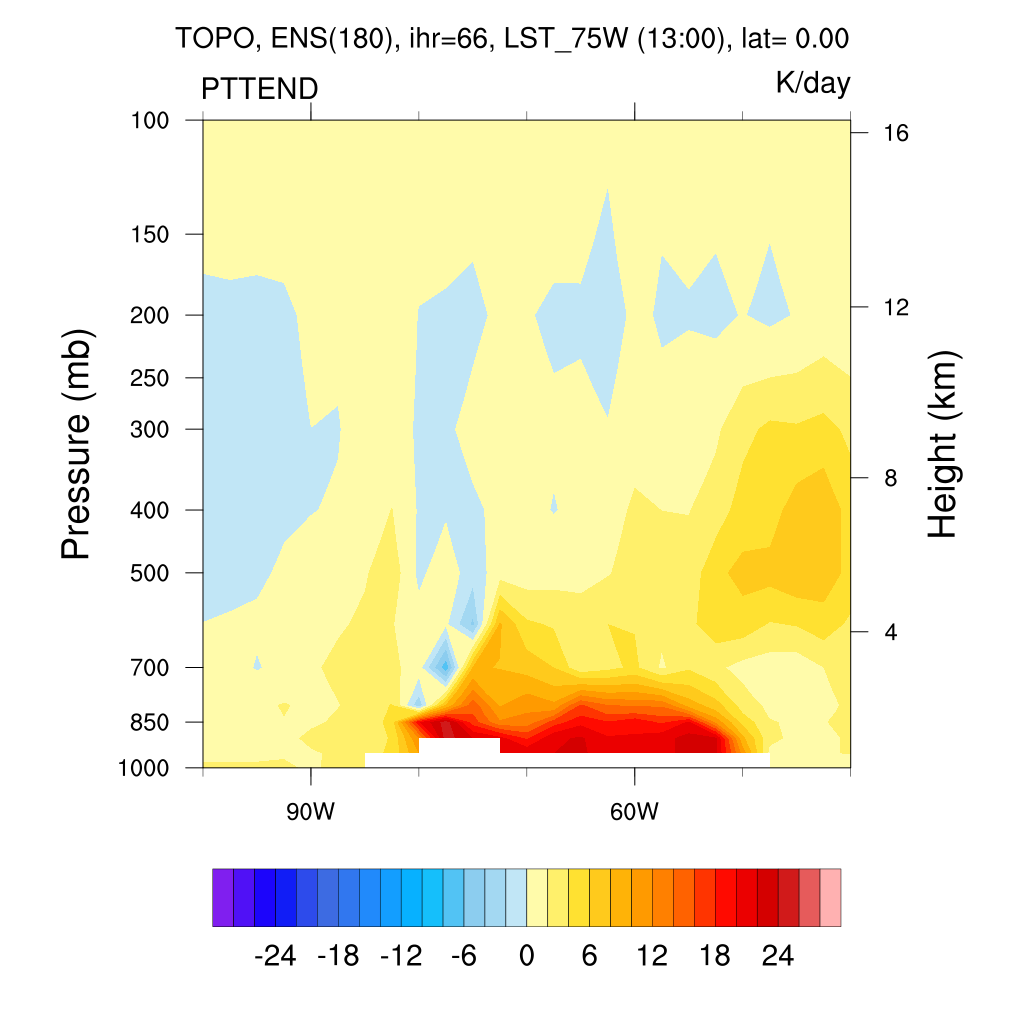 TOPO, ENS(180), ihr=66, LST_75W (13:00), lat= 0.00
PTTEND
K/day
100
150
200
250
300
400
500
700
850
1000
Pressure (mb)
16
12
8
4
Height (km)
90W
60W
-24 -18 -12 -6 0 6 12 18 24